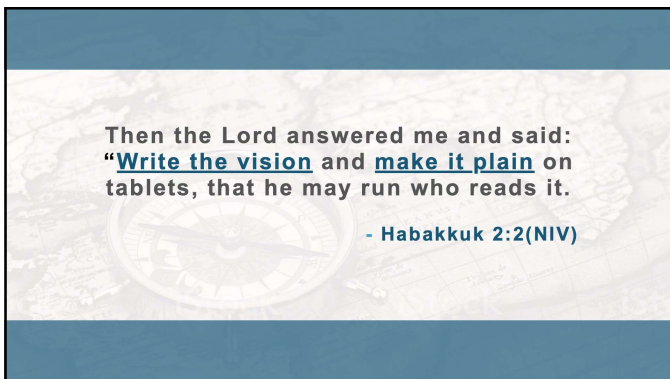 Then the Lord answered me and said:
“Write the vision and make it plain on
tablets, that he may run who reads it.
- Habakkuk 2:2(NIV)